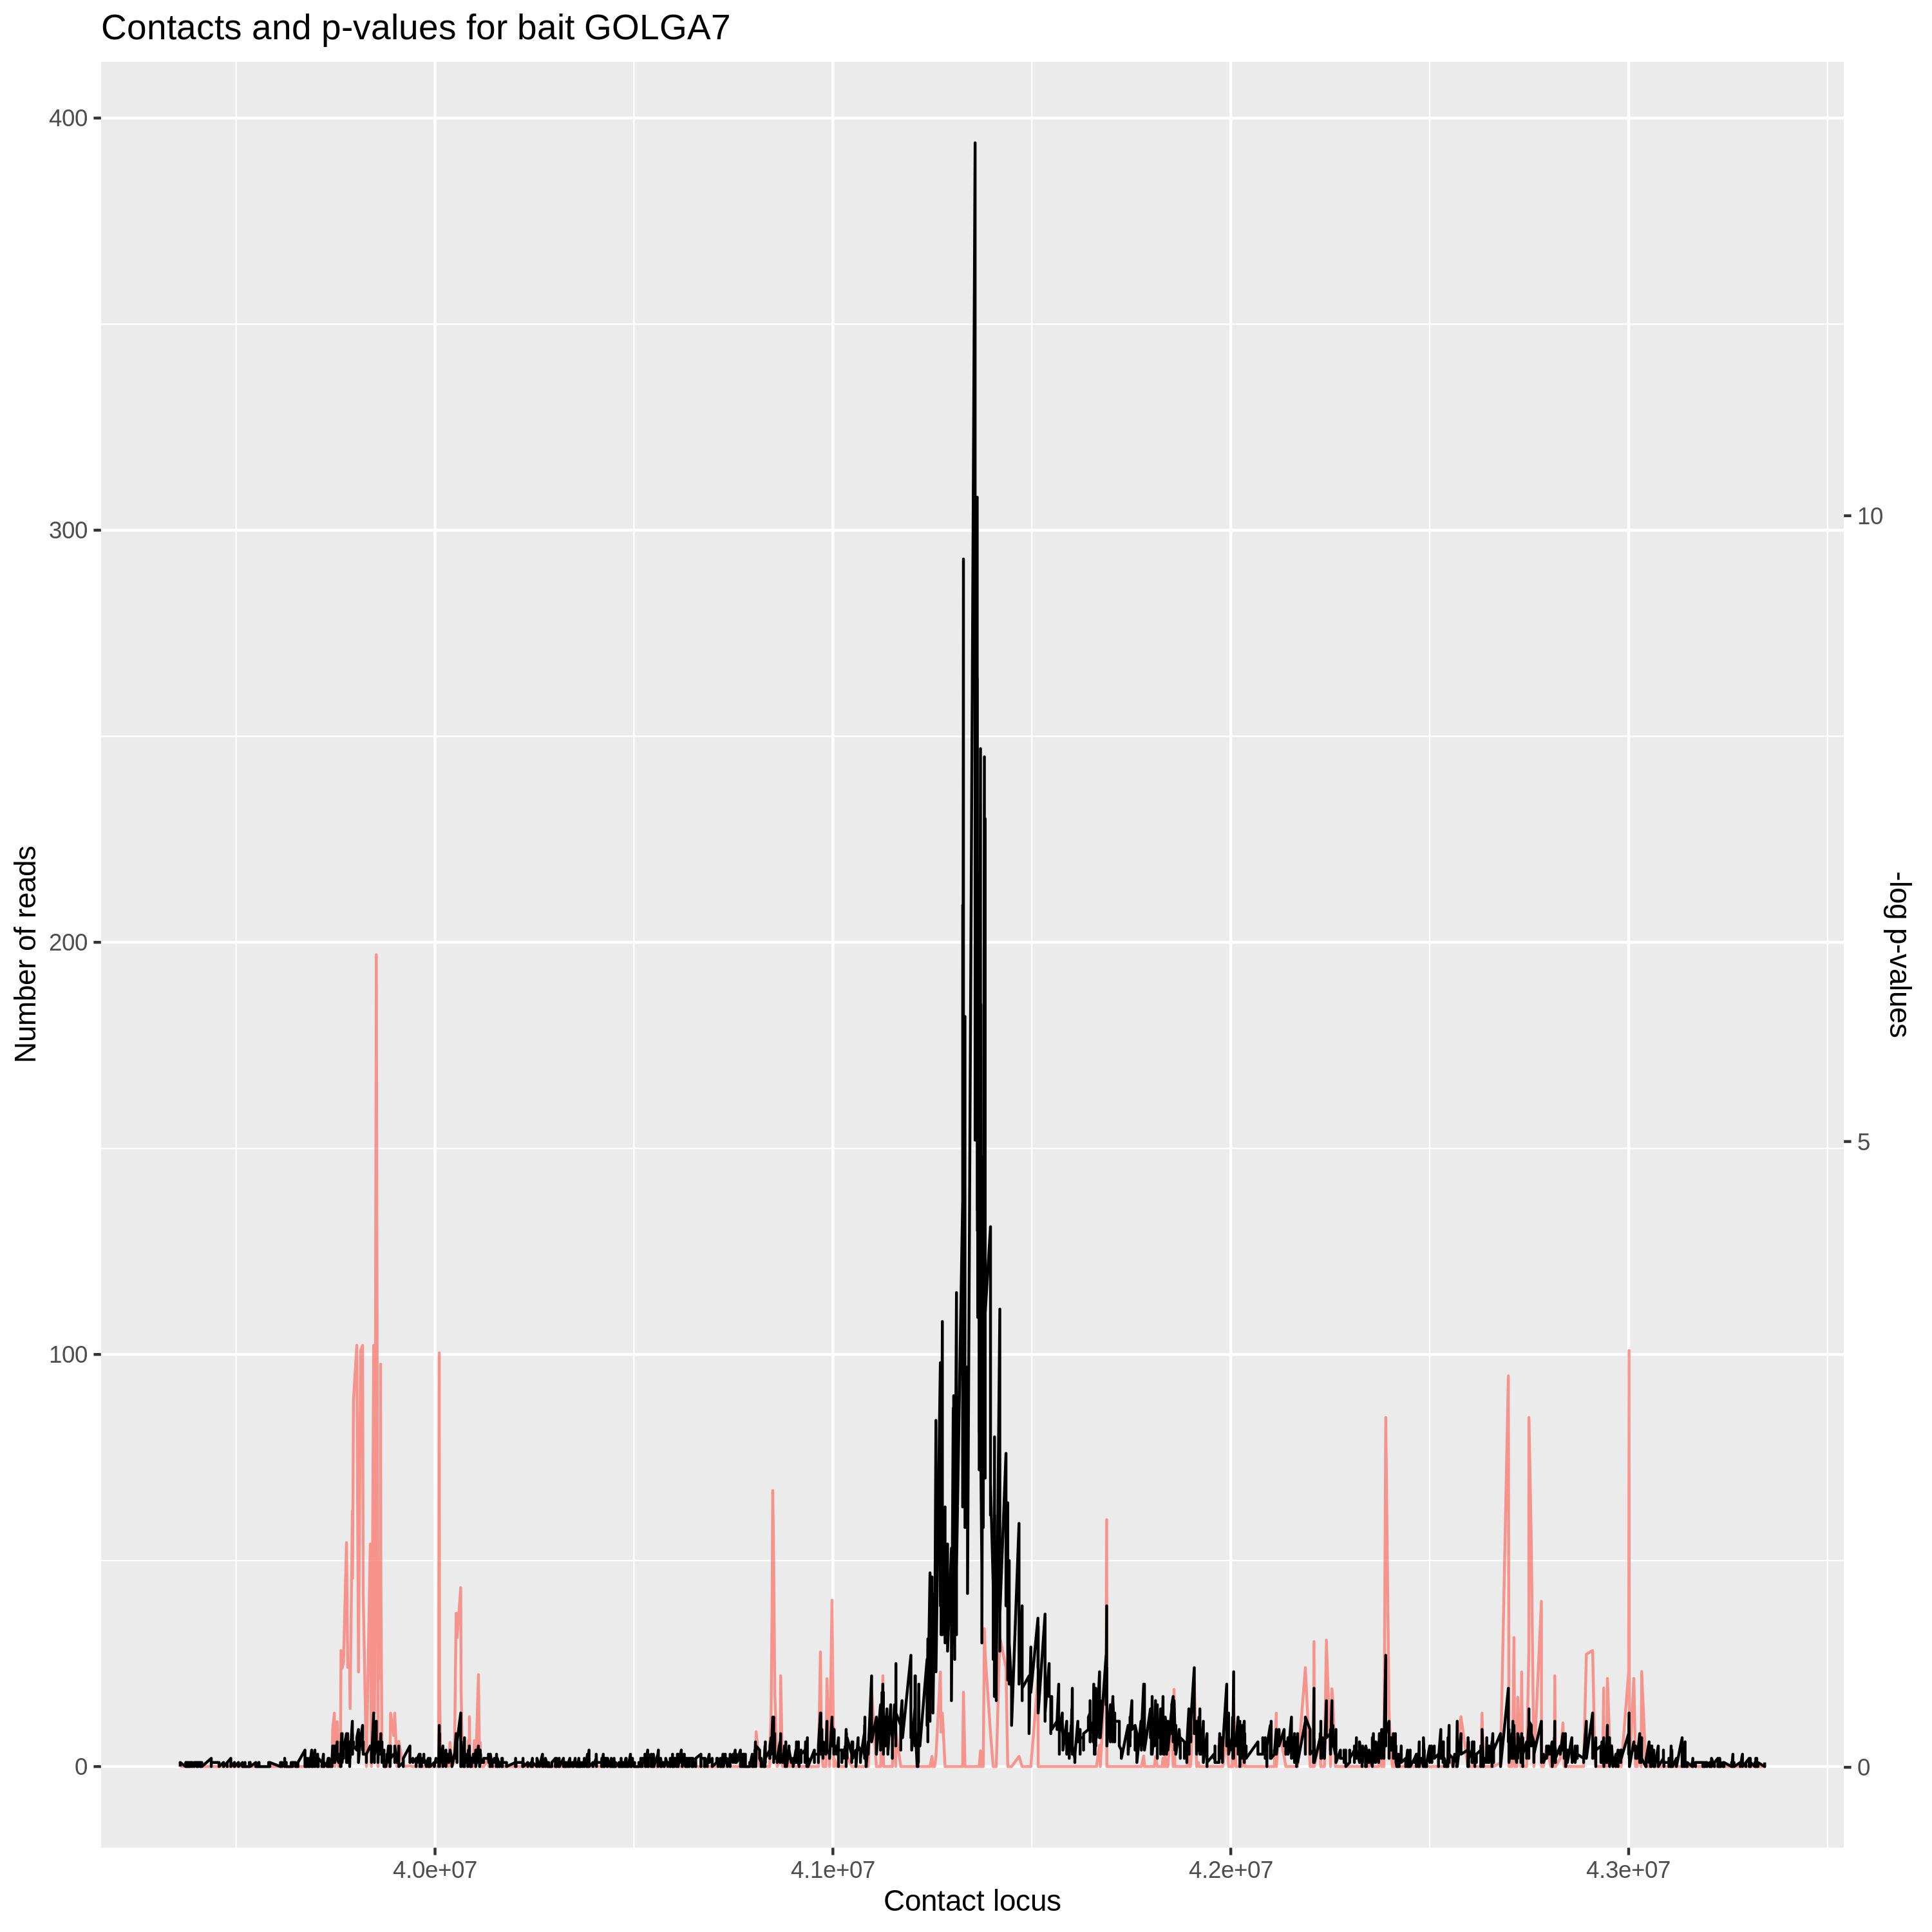 Contacts and p-values for bait GOLGA7
400
300
200
100
0
Number of reads
10
5
0
-log p-values
4.0e+07
4.1e+07
4.2e+07
4.3e+07
Contact locus